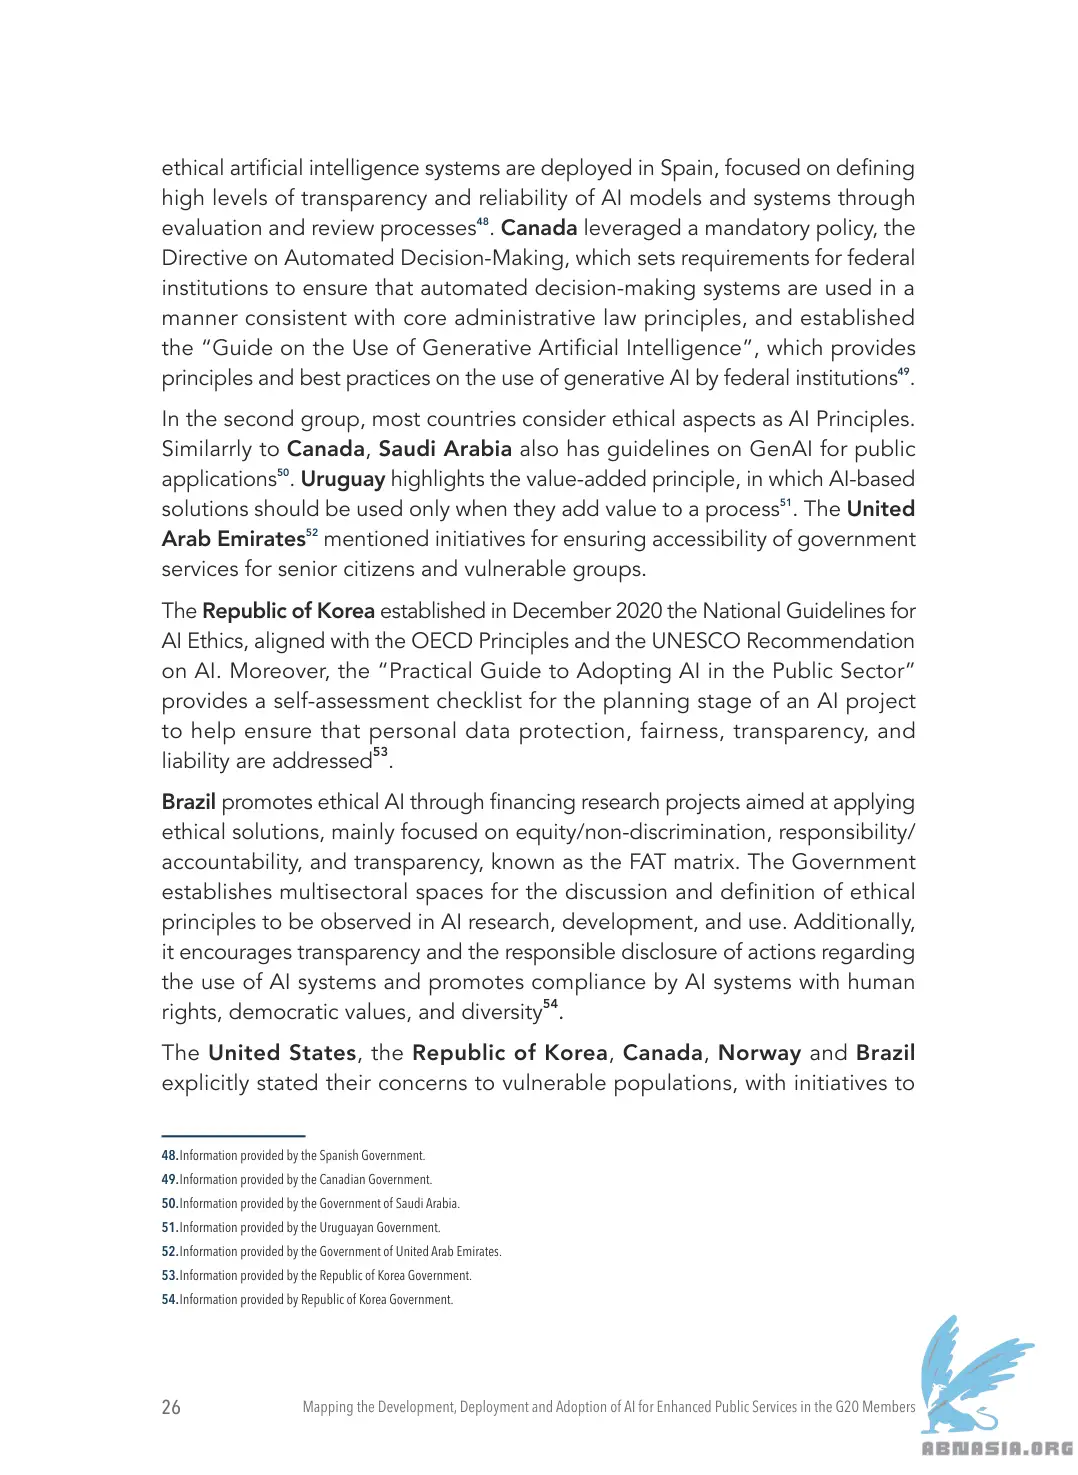 ethical artificial intelligence systems are deployed in Spain, focused on defining
high levels of transparency and reliability of AI models and systems through
evaluation and review processes48. Canada leveraged a mandatory policy, the
Directive on Automated Decision-Making, which sets requirements for federal
institutions to ensure that automated decision-making systems are used in a
manner consistent with core administrative law principles, and established
the “Guide on the Use of Generative Artificial Intelligence”, which provides
principles and best practices on the use of generative AI by federal institutions49.
In the second group, most countries consider ethical aspects as AI Principles.
Similarrly to Canada, Saudi Arabia also has guidelines on GenAI for public
applications50. Uruguay highlights the value-added principle, in which AI-based
solutions should be used only when they add value to a process51. The United
Arab Emirates52 mentioned initiatives for ensuring accessibility of government
services for senior citizens and vulnerable groups.
The Republic of Korea established in December 2020 the National Guidelines for
AI Ethics, aligned with the OECD Principles and the UNESCO Recommendation
on AI. Moreover, the “Practical Guide to Adopting AI in the Public Sector”
provides a self-assessment checklist for the planning stage of an AI project
to help ensure that personal data protection, fairness, transparency, and
liability are addressed53.
Brazil promotes ethical AI through financing research projects aimed at applying
ethical solutions, mainly focused on equity/non-discrimination, responsibility/
accountability, and transparency, known as the FAT matrix. The Government
establishes multisectoral spaces for the discussion and definition of ethical
principles to be observed in AI research, development, and use. Additionally,
it encourages transparency and the responsible disclosure of actions regarding
the use of AI systems and promotes compliance by AI systems with human
rights, democratic values, and diversity54.
The United States, the Republic of Korea, Canada, Norway and Brazil
explicitly stated their concerns to vulnerable populations, with initiatives to
48.Information provided by the Spanish Government.
49.Information provided by the Canadian Government.
50.Information provided by the Government of Saudi Arabia.
51.Information provided by the Uruguayan Government.
52.Information provided by the Government of United Arab Emirates.
53.Information provided by the Republic of Korea Government.
54.Information provided by Republic of Korea Government.
26 Mapping the Development, Deployment and Adoption of AI for Enhanced Public Services in the G20 Members
ABNASIA.ORG